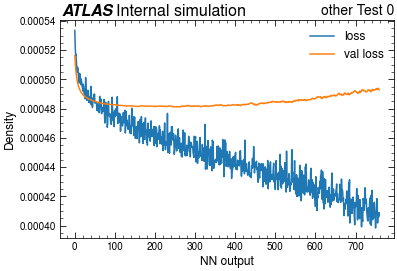 ATLAS Internal simulation
other Test 0
loss
val loss
0.00054
0.00052
0.00050
0.00048
0.00046
0.00044
0.00042
0.00040
Density
0 100 200 300 400 500 600 700
NN output